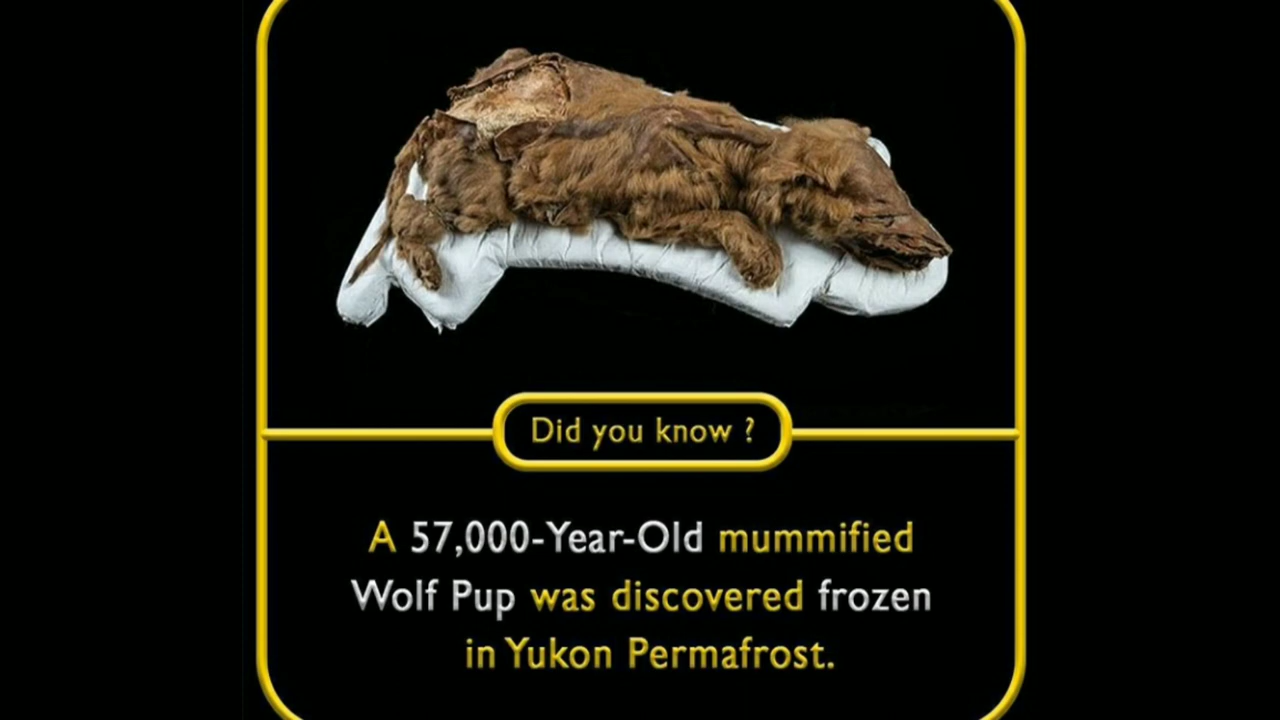 Did you know ?
A 57,000-Year-Old mummified
Wolf Pup was discovered frozen
in Yukon Permafrost.